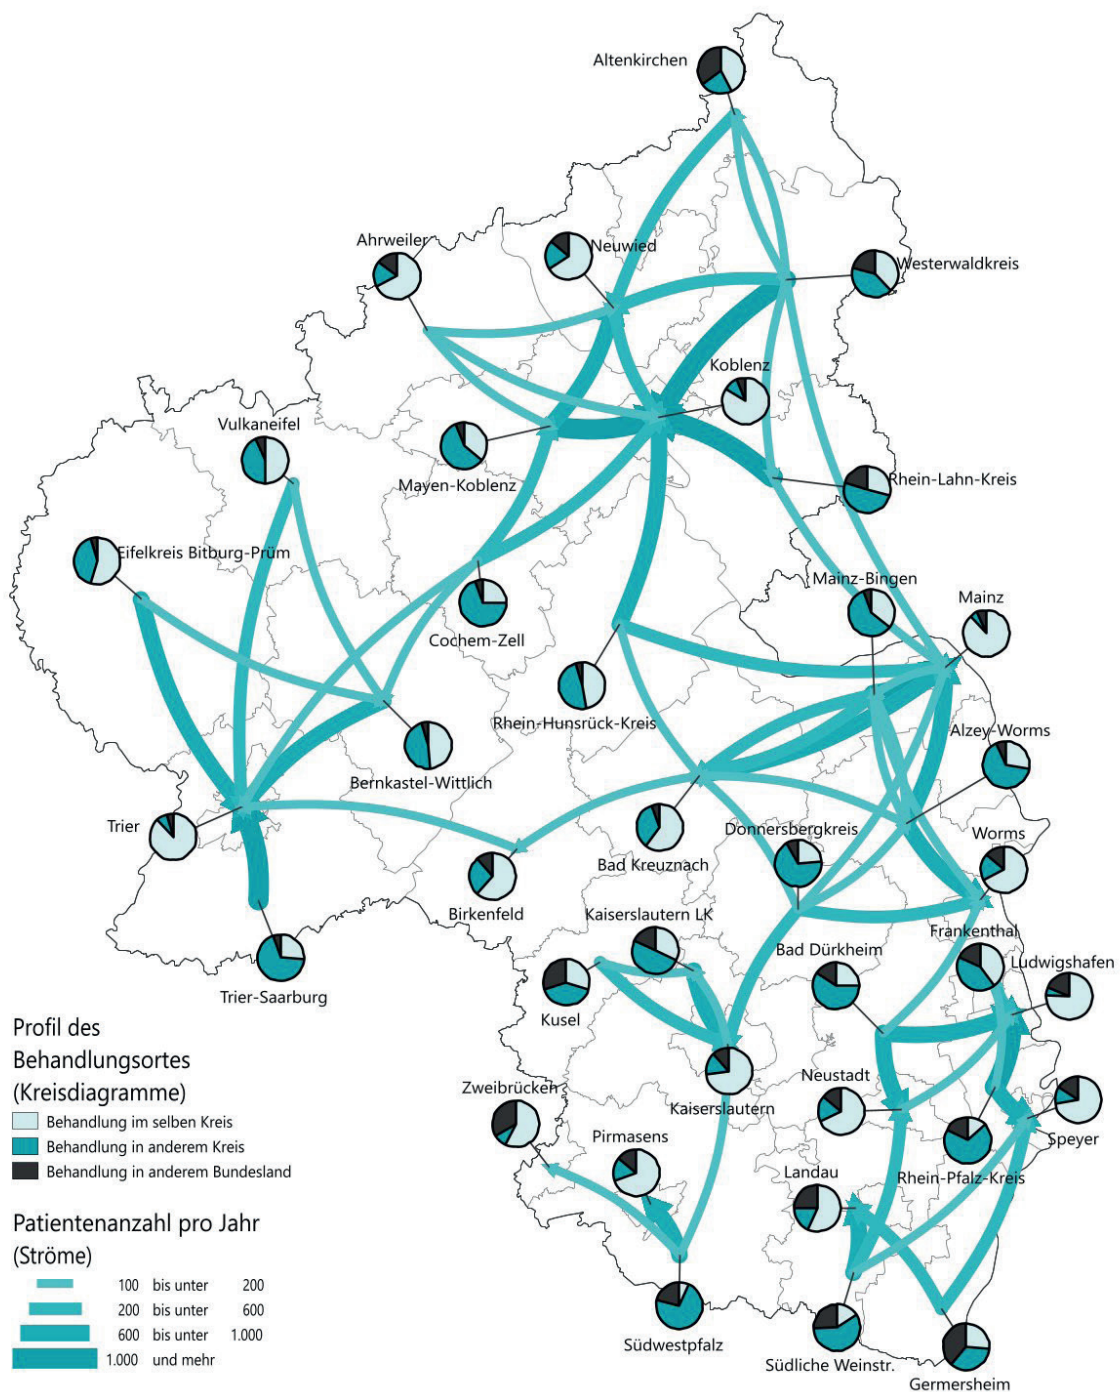 Altenkirchen
Ahrweiler
Neuwied
Westerwaldkreis
Koblenz
Vulkaneifel
Mayen-Koblenz
Rhein-Lahn-Kreis
Eifelkreis Bitburg-Prüm
Mainz-Bingen
Mainz
Cochem-Zell
Rhein-Hunsrück-Kreis
Alzey-Worms
Bernkastel-Wittlich
Trier
Donnersbergkreis
Worms
Bad Kreuznach
Birkenfeld
Kaiserslautern LK
Frankenthal
Bad Dürkheim
Ludwigshafen
Trier-Saarburg
Kusel
Profil des
Behandlungsortes
(Kreisdiagramme)
Behandlung im selben Kreis
Behandlung in anderem Kreis
Behandlung in anderem Bundesland
Zweibrücken
Kaiserslautern
Neustadt
Pirmasens
Speyer
Landau
Rhein-Pfalz-Kreis
Patientenanzahl pro Jahr
(Ströme)
100 bis unter 200
200 bis unter 600
600 bis unter 1.000
1.000 und mehr
Südwestpfalz
Südliche Weinstr.
Germersheim